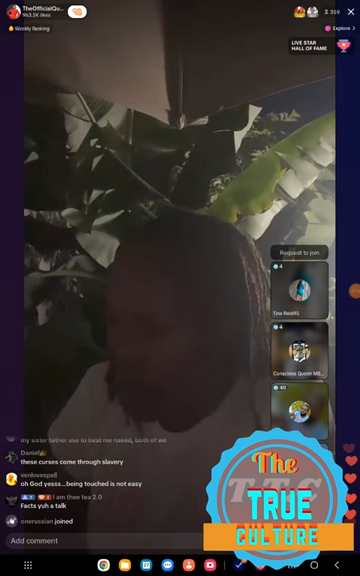 TheOfficialQu...
963.5K likes
359
Weekly Ranking
Explore
LIVE STAR
HALL OF FAME
Request to join
4
Tina ReidVIS
4
Conscious Queen MB...
40
my sister father use to beat me naked, both of we
Daniel
these curses come through slavery
venlovespell
oh God yesss...being touched is not easy
I am thee tea 2.0
Facts yuh a talk
onerussian joined
Add comment
The
T.T.C
TRUE
CULTURE